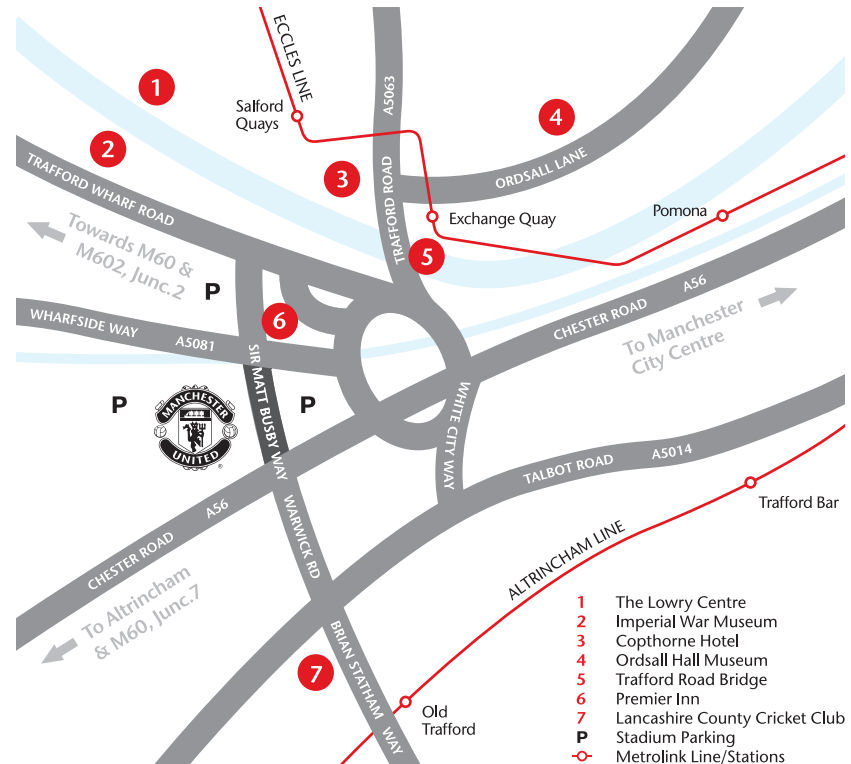 ECCLES LINE
A5063
1
Salford
Quays
4
2
TRAFFORD WHARF ROAD
3
TRAFFORD ROAD
ORDSALL LANE
Exchange Quay
Pomona
Towards M60 &
M602, Junc.2
5
P
6
CHESTER ROAD
A56
WHARFSIDE WAY
A5081
To Manchester
City Centre
SIR MATT BUSBY WAY
P
MANCHESTER
UNITED
®
P
WHITE CITY WAY
TALBOT ROAD
A5014
CHESTER ROAD
A56
WARWICK RD
Trafford Bar
ALTRINCHAM LINE
To Altrincham
& M60, Junc.7
BRIAN STATHAM WAY
7
Old
Trafford
1 The Lowry Centre
2 Imperial War Museum
3 Copthorne Hotel
4 Ordsall Hall Museum
5 Trafford Road Bridge
6 Premier Inn
7 Lancashire County Cricket Club
P Stadium Parking
Metrolink Line/Stations